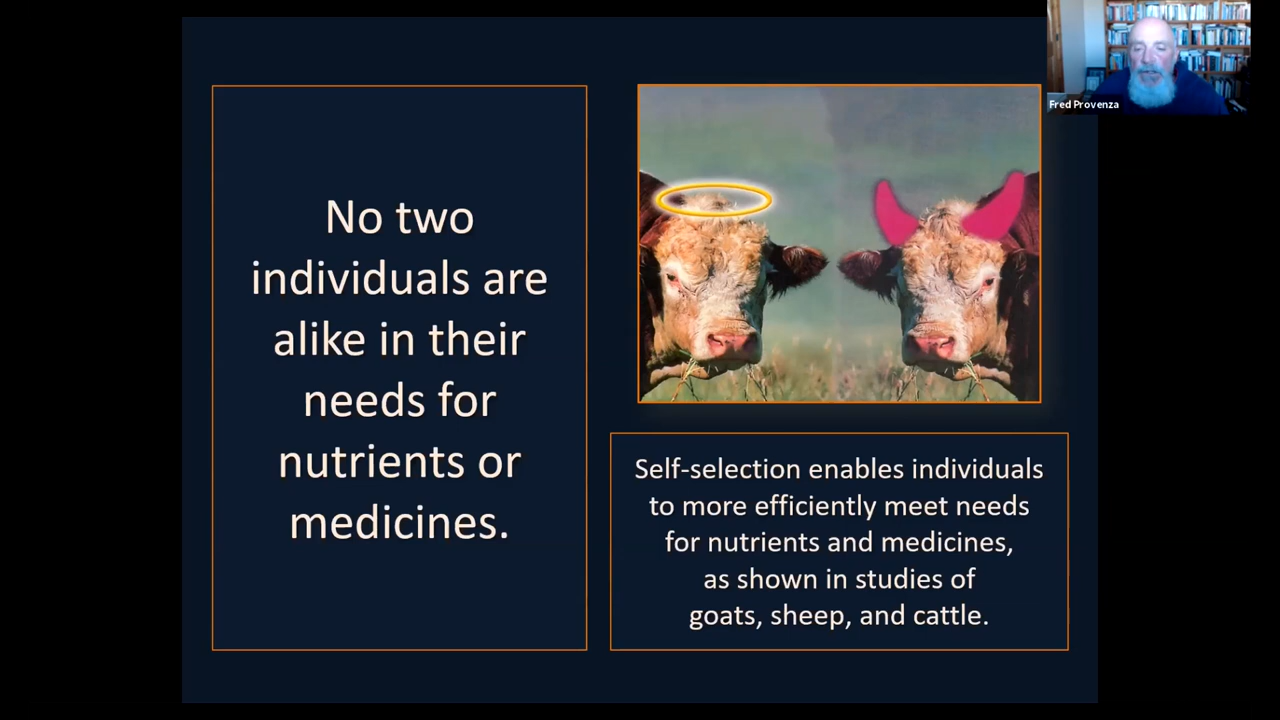 No two
individuals are
alike in their
needs for
nutrients or
medicines.
Self-selection enables individuals
to more efficiently meet needs
for nutrients and medicines,
as shown in studies of
goats, sheep, and cattle.
Fred Provenza